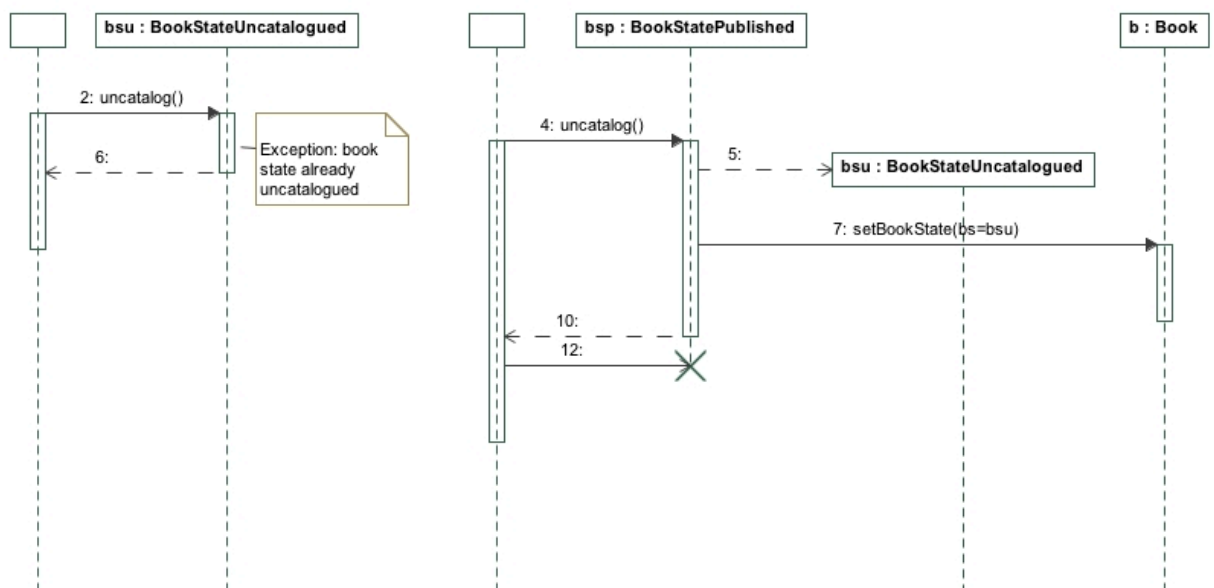 bsu : BookStateUncatalogued
bsp : BookStatePublished
b : Book
2: uncatalog()
6:
Exception: book
state already
uncatalogued
4: uncatalog()
5:
bsu : BookStateUncatalogued
7: setBookState(bs=bsu)
10:
12: